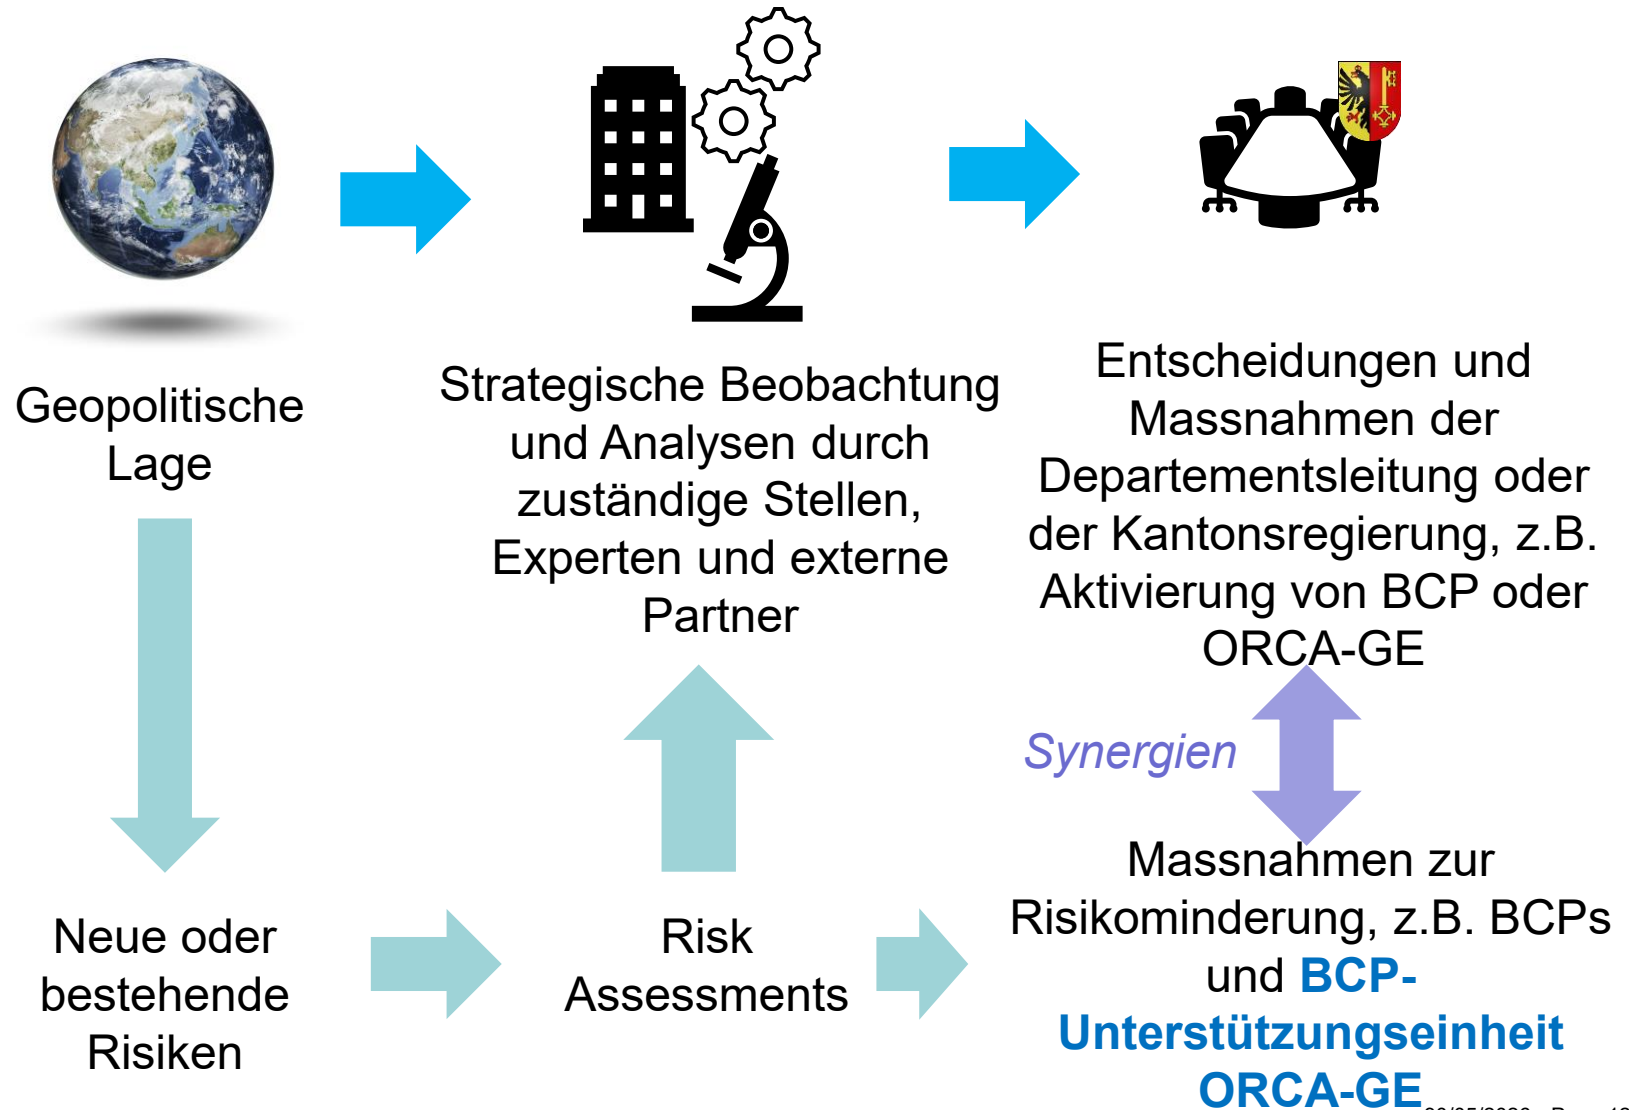 Geopolitische
Lage
Strategische Beobachtung
und Analysen durch
zuständige Stellen,
Experten und externe
Partner
Entscheidungen und
Massnahmen der
Departementsleitung oder
der Kantonsregierung, z.B.
Aktivierung von BCP oder
ORCA-GE
Synergien
Neue oder
bestehende
Risiken
Risk
Assessments
Massnahmen zur
Risikominderung, z.B. BCPs
und BCP-
Unterstützungseinheit
ORCA-GE